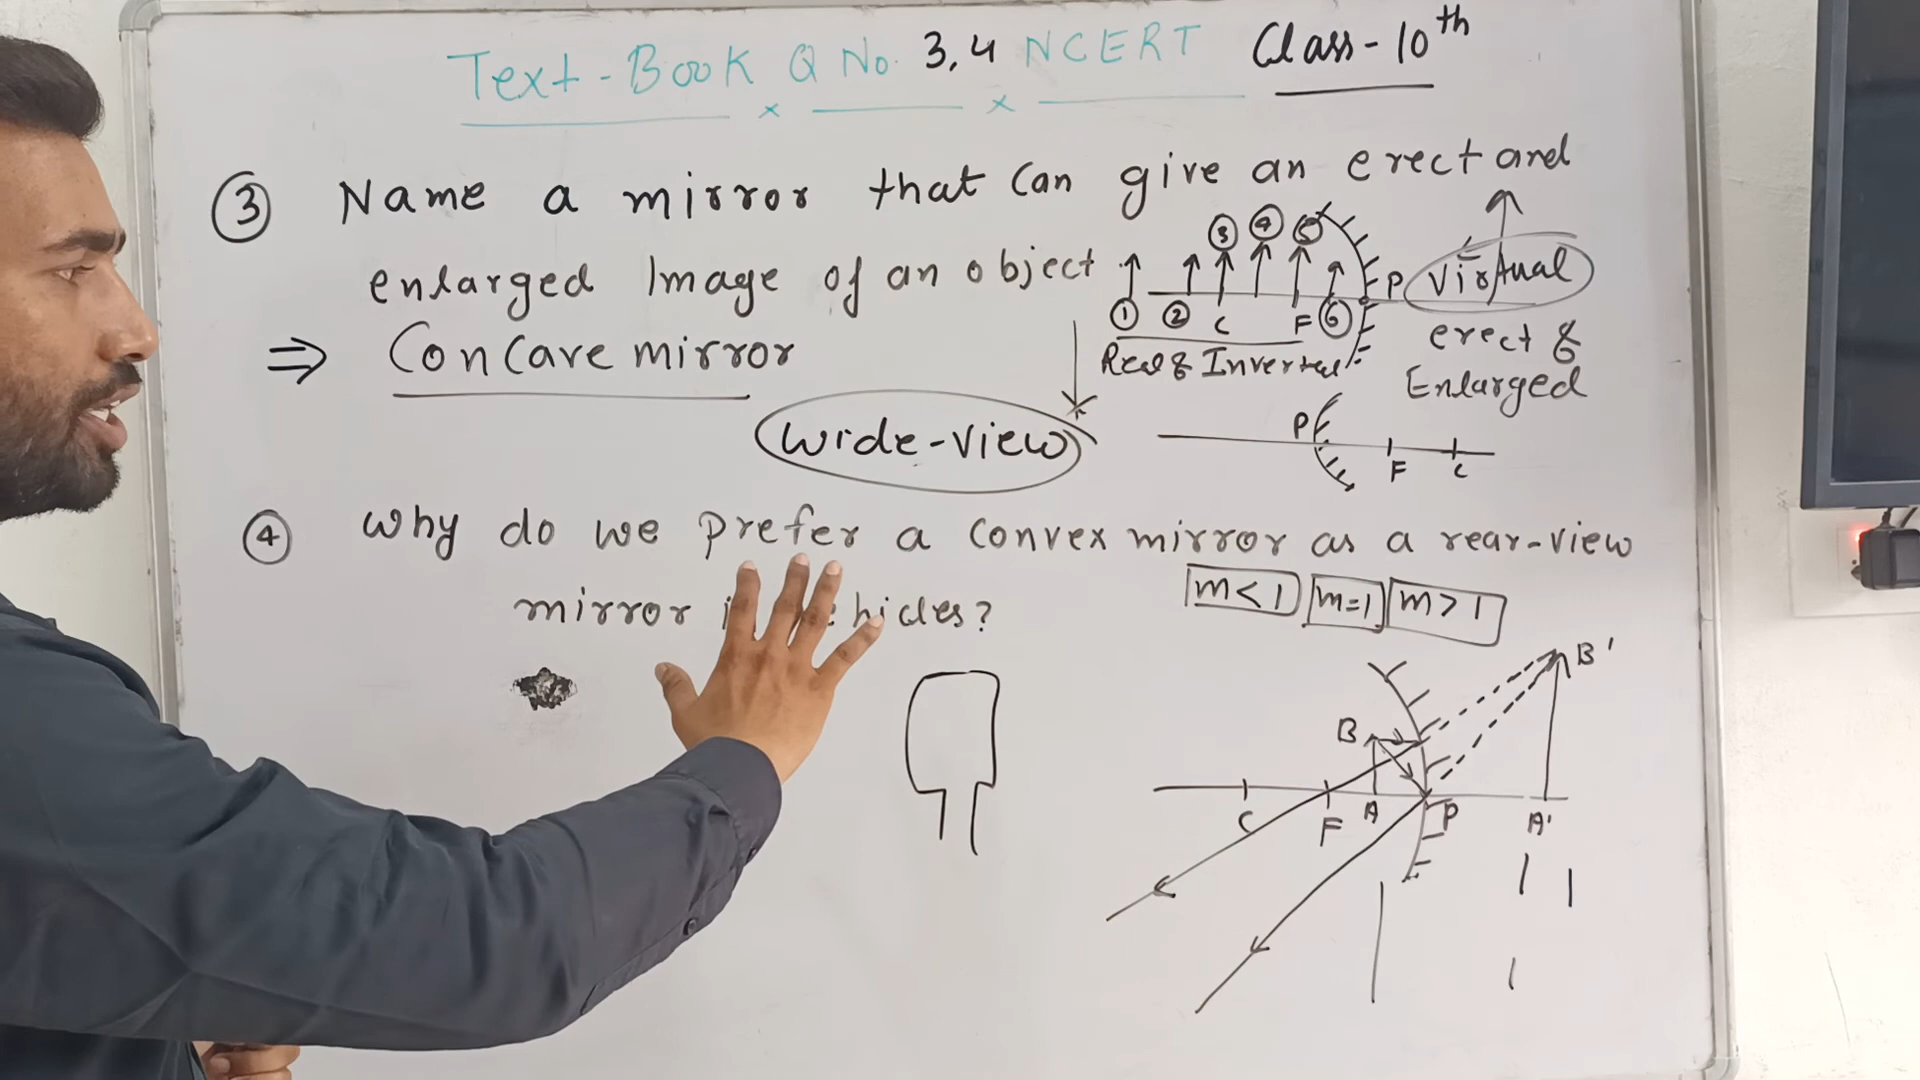 Text-Book Q No. 3,4 NCERT Class-10th
③ Name a mirror that can give an erect and
enlarged Image of an object
⇒ Concave mirror
① ② ③ ④ ⑤ ⑥
C F P
Real & Inverted
Virtual
erect &
Enlarged
Wide-View
P F C
④ Why do we prefer a convex mirror as a rear-view
mirror hicles?
m<1 m=1 m>1
B B'
C F A P A'